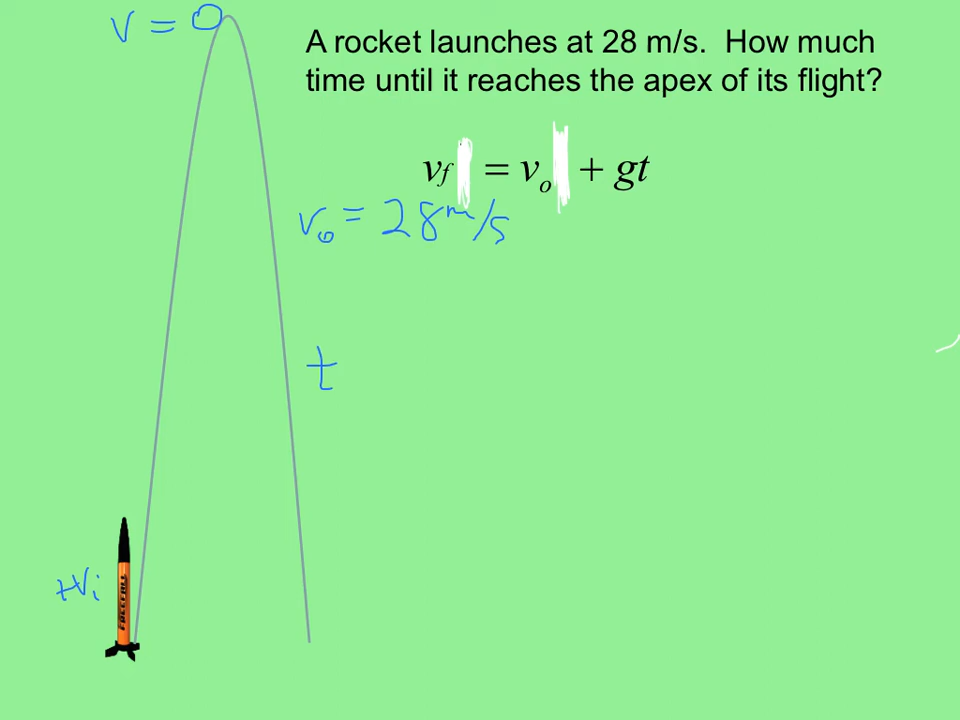 v = 0
A rocket launches at 28 m/s. How much
time until it reaches the apex of its flight?
vf = vo + gt
vo = 28 m/s
t
+vi